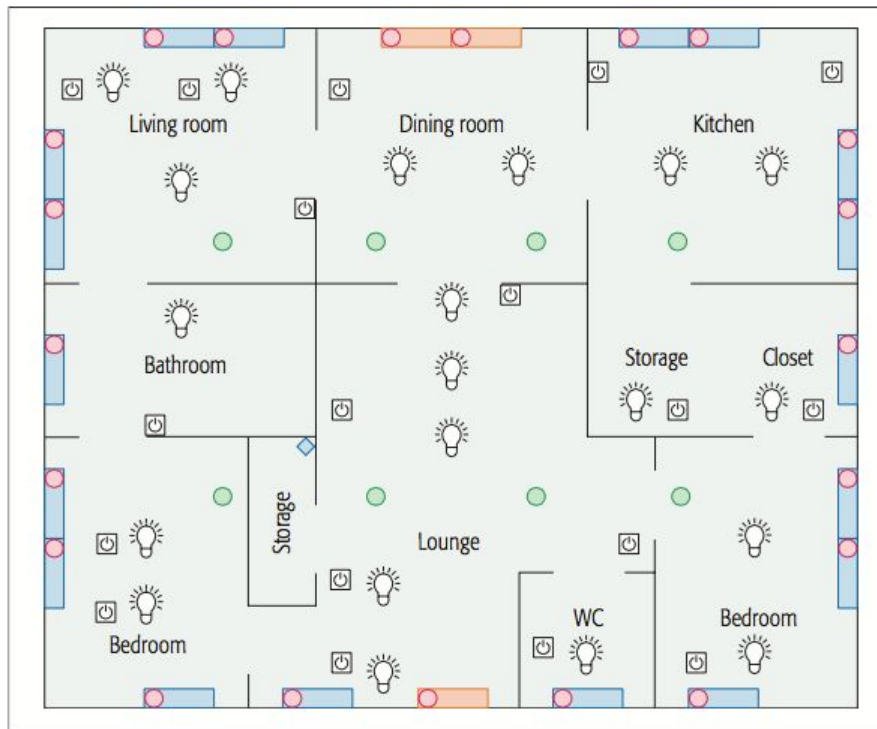 Living room
Dining room
Kitchen
Bathroom
Storage
Closet
Storage
Lounge
WC
Bedroom
Bedroom